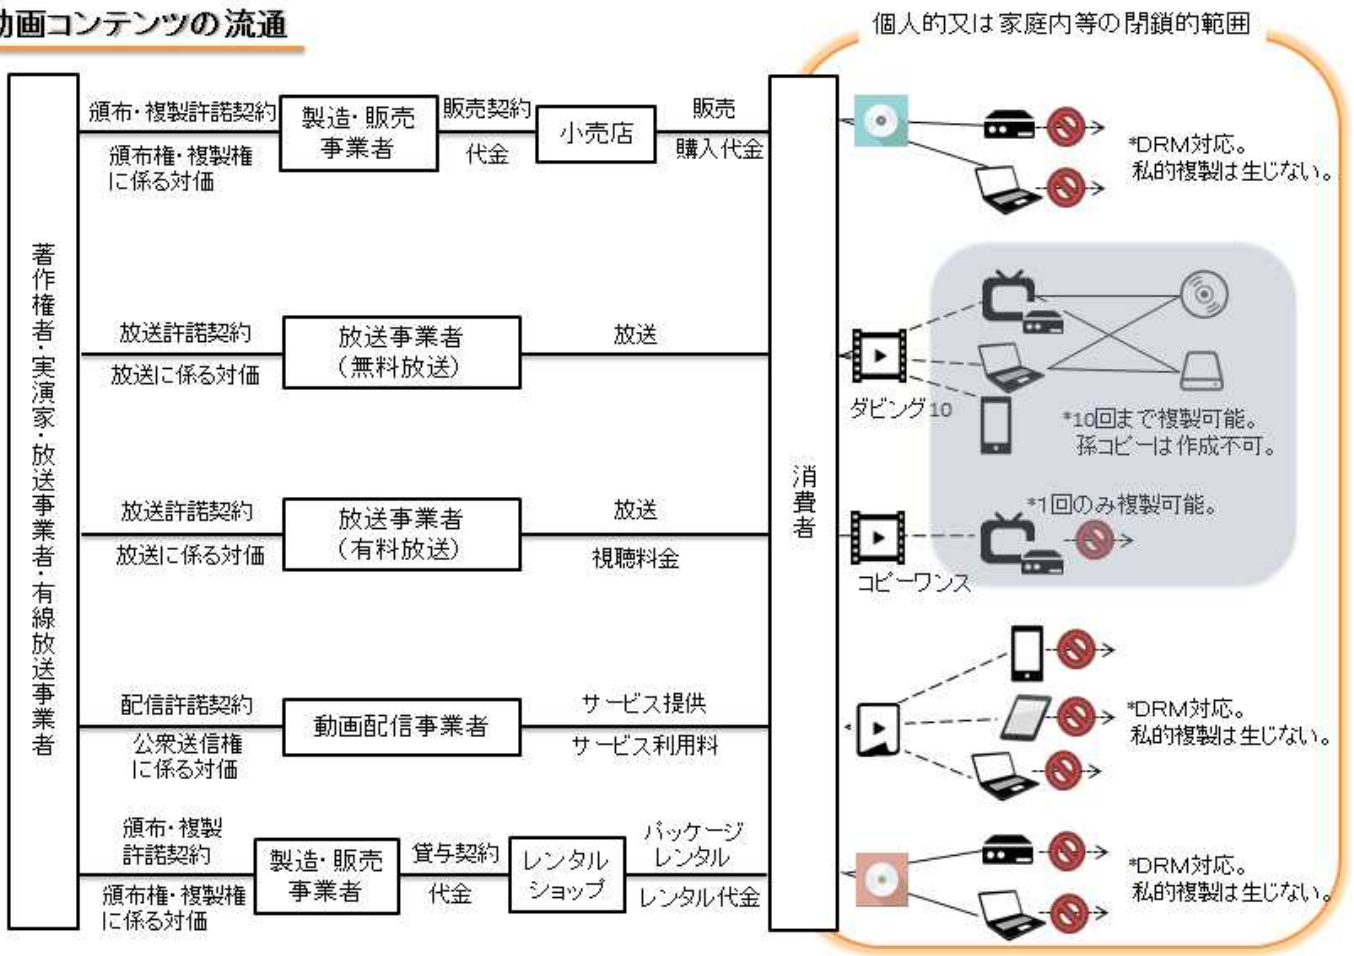 動画コンテンツの流通
個人的又は家庭内等の閉鎖的範囲
著作権者・実演家・放送事業者・有線放送事業者
頒布・複製許諾契約
頒布権・複製権
に係る対価
製造・販売
事業者
販売契約
代金
小売店
販売
購入代金
*DRM対応。
私的複製は生じない。
放送許諾契約
放送に係る対価
放送事業者
(無料放送)
放送
ダビング10
*10回まで複製可能。
孫コピーは作成不可。
消費者
放送許諾契約
放送に係る対価
放送事業者
(有料放送)
放送
視聴料金
コピーワンス
*1回のみ複製可能。
配信許諾契約
公衆送信権
に係る対価
動画配信事業者
サービス提供
サービス利用料
*DRM対応。
私的複製は生じない。
頒布・複製
許諾契約
頒布権・複製権
に係る対価
製造・販売
事業者
貸与契約
代金
レンタル
ショップ
パッケージ
レンタル
レンタル代金
*DRM対応。
私的複製は生じない。